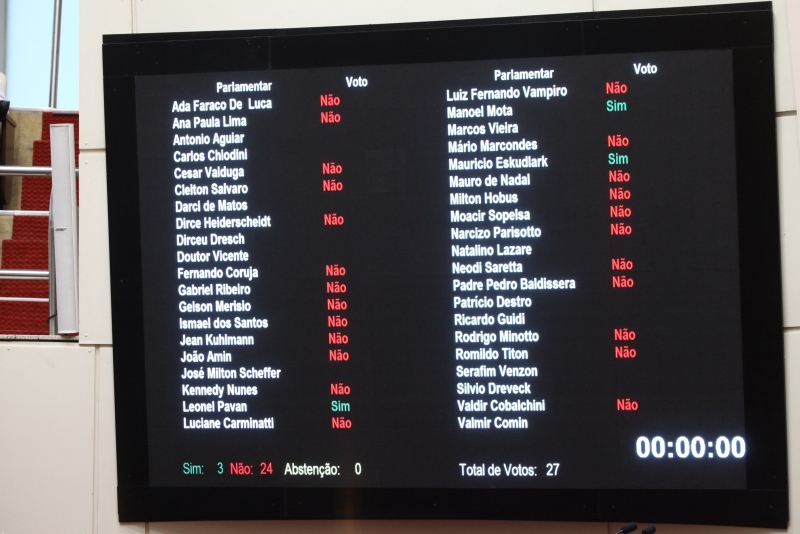 Parlamentar Voto
Ada Faraco De Luca Não
Ana Paula Lima Não
Antonio Aguiar
Carlos Chiodini
Cesar Valduga Não
Cleiton Salvaro Não
Darci de Matos
Dirce Heiderscheidt Não
Dirceu Dresch
Doutor Vicente
Fernando Coruja Não
Gabriel Ribeiro Não
Gelson Merisio Não
Ismael dos Santos Não
Jean Kuhlmann Não
João Amin Não
José Milton Scheffer
Kennedy Nunes Não
Leonel Pavan Sim
Luciane Carminatti Não
Parlamentar Voto
Luiz Fernando Vampiro Não
Manoel Mota Sim
Marcos Vieira
Mário Marcondes Não
Mauricio Eskudlark Sim
Mauro de Nadal Não
Milton Hobus Não
Moacir Sopelsa Não
Narcizo Parisotto Não
Natalino Lazare
Neodi Saretta Não
Padre Pedro Baldissera Não
Patrício Destro
Ricardo Guidi
Rodrigo Minotto Não
Romildo Titon Não
Serafim Venzon
Silvio Dreveck
Valdir Cobalchini Não
Valmir Comin
00:00:00
Sim: 3 Não: 24 Abstenção: 0 Total de Votos: 27